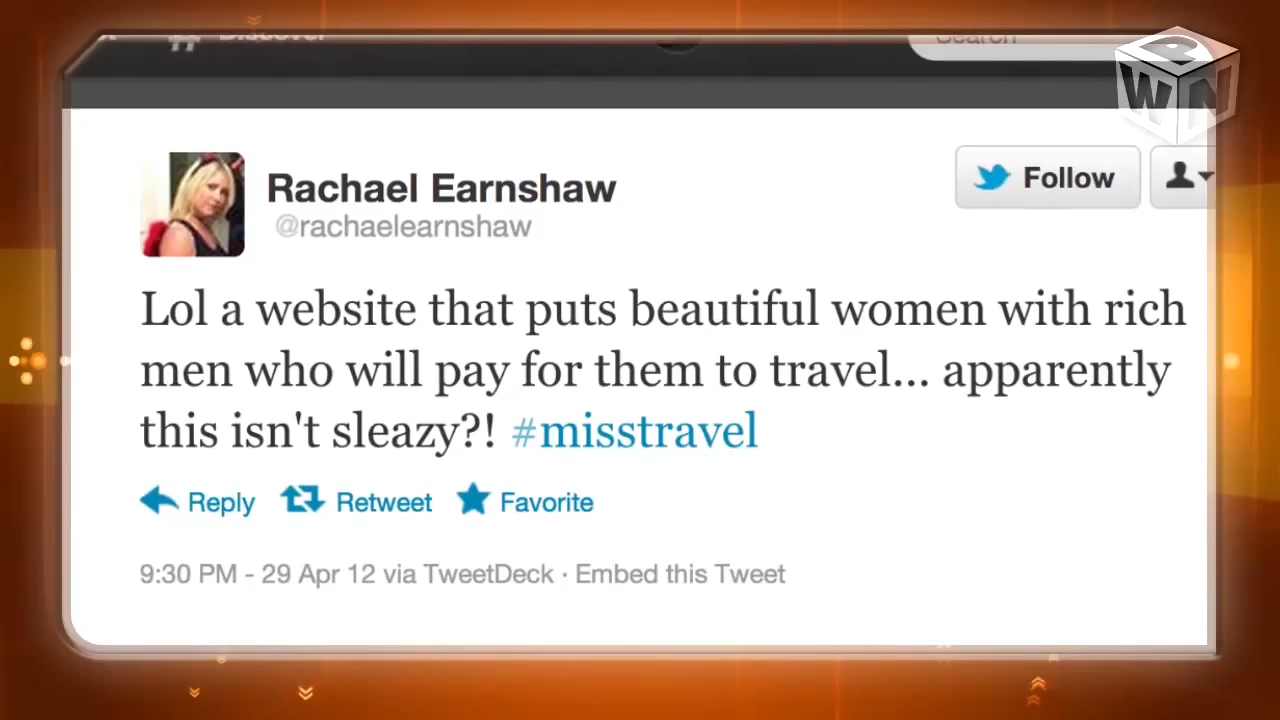 Discover
Search
Rachael Earnshaw
Follow
@rachaelearnshaw
Lol a website that puts beautiful women with rich
men who will pay for them to travel... apparently
this isn't sleazy?! #misstravel
Reply Retweet Favorite
9:30 PM - 29 Apr 12 via TweetDeck · Embed this Tweet